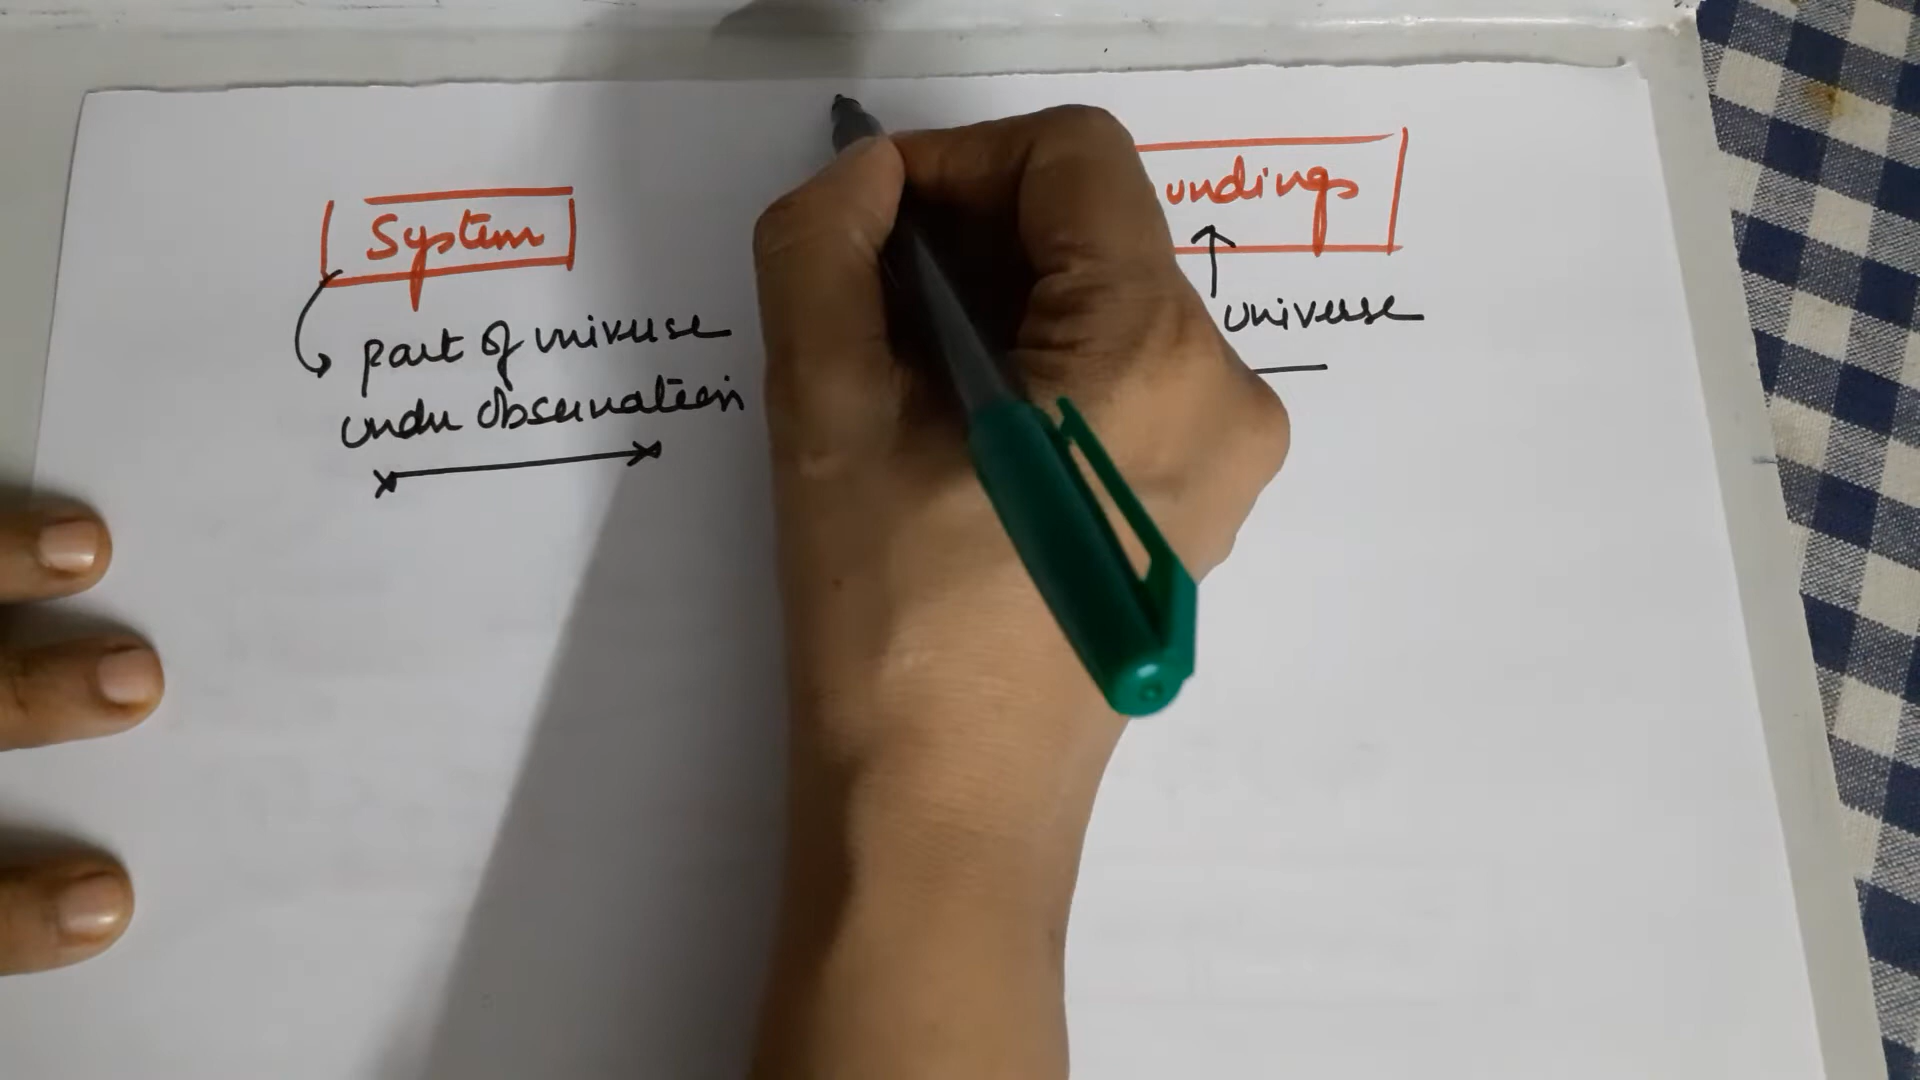 System
undings
part of universe
universe
under observation